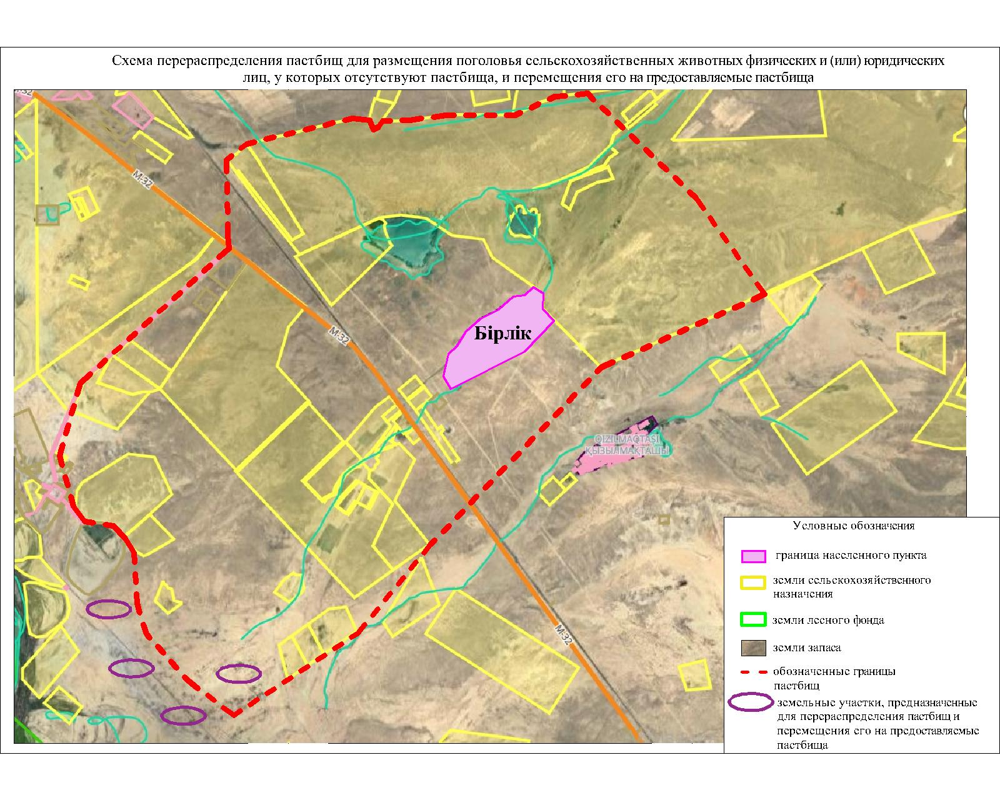 Схема перераспределения пастбищ для размещения поголовья сельскохозяйственных животных физических и (или) юридических
лиц, у которых отсутствуют пастбища, и перемещения его на предоставляемые пастбища
M-32
M-32
Бірлік
QIZILMAQTASI
ҚЫЗЫЛМАҚТАШЫ
M-32
Условные обозначения
граница населенного пункта
земли сельскохозяйственного
назначения
земли лесного фонда
земли запаса
обозначенные границы
пастбищ
земельные участки, предназначенные
для перераспределения пастбищ и
перемещения его на предоставляемые
пастбища